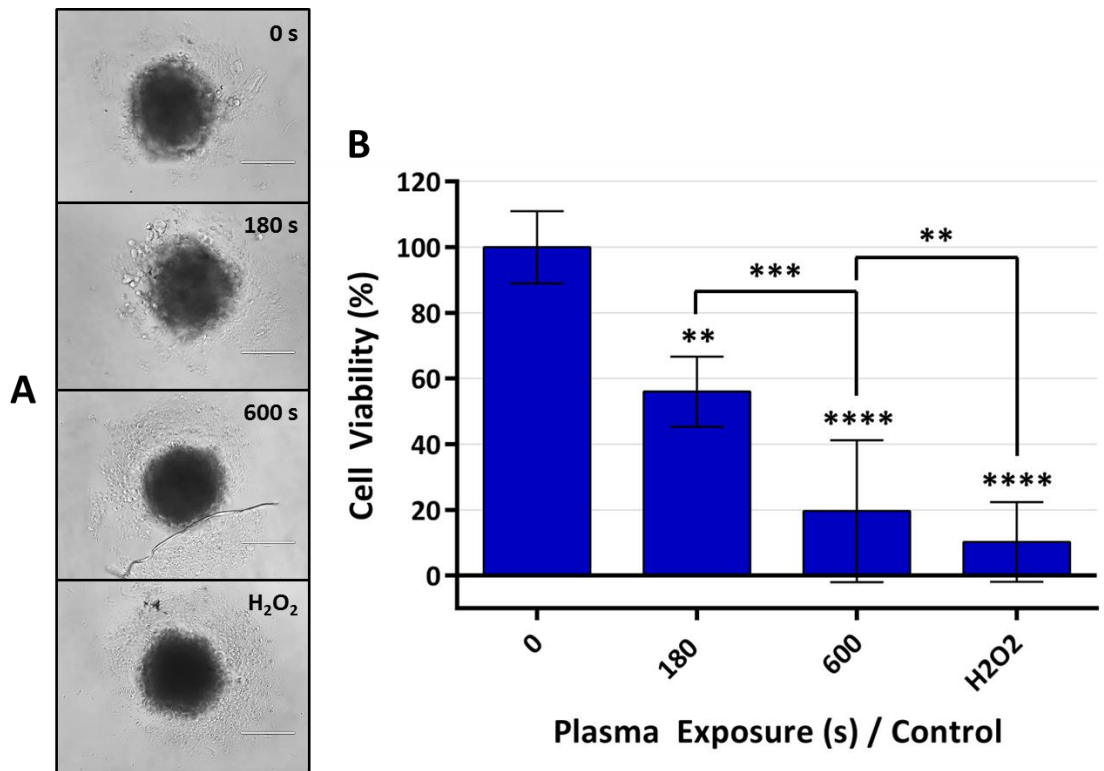 A
0 s
180 s
600 s
H₂O₂
B
Cell Viability (%)
120
100
80
60
40
20
0
**
***
**
****
****
0
180
600
H2O2
Plasma Exposure (s) / Control